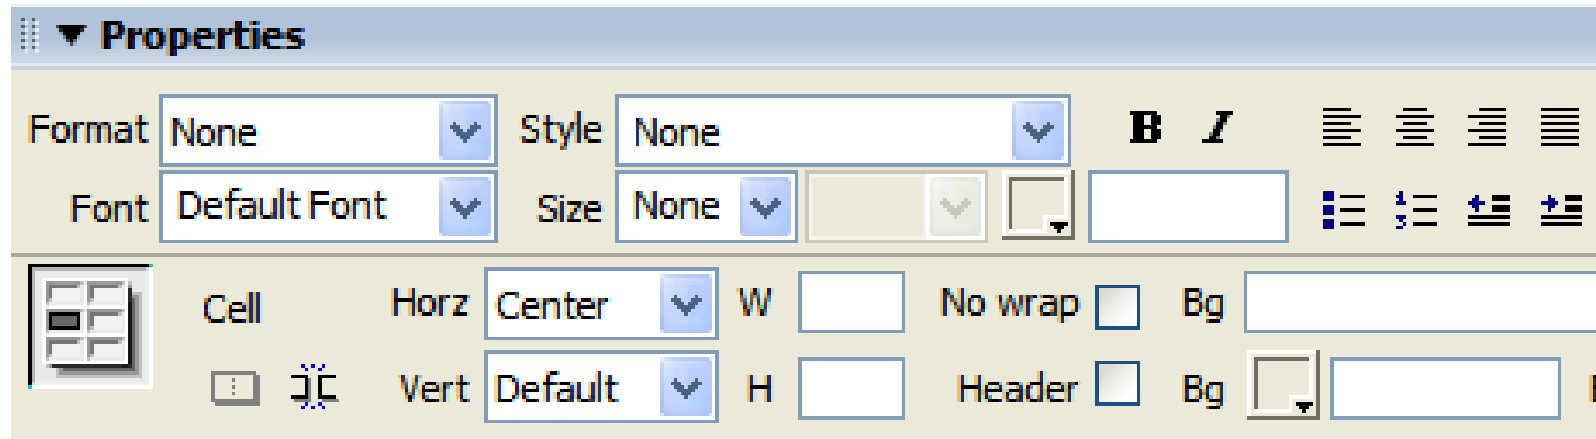 Properties
Format None Style None B I
Font Default Font Size None
Cell Horz Center W No wrap Bg
Vert Default H Header Bg